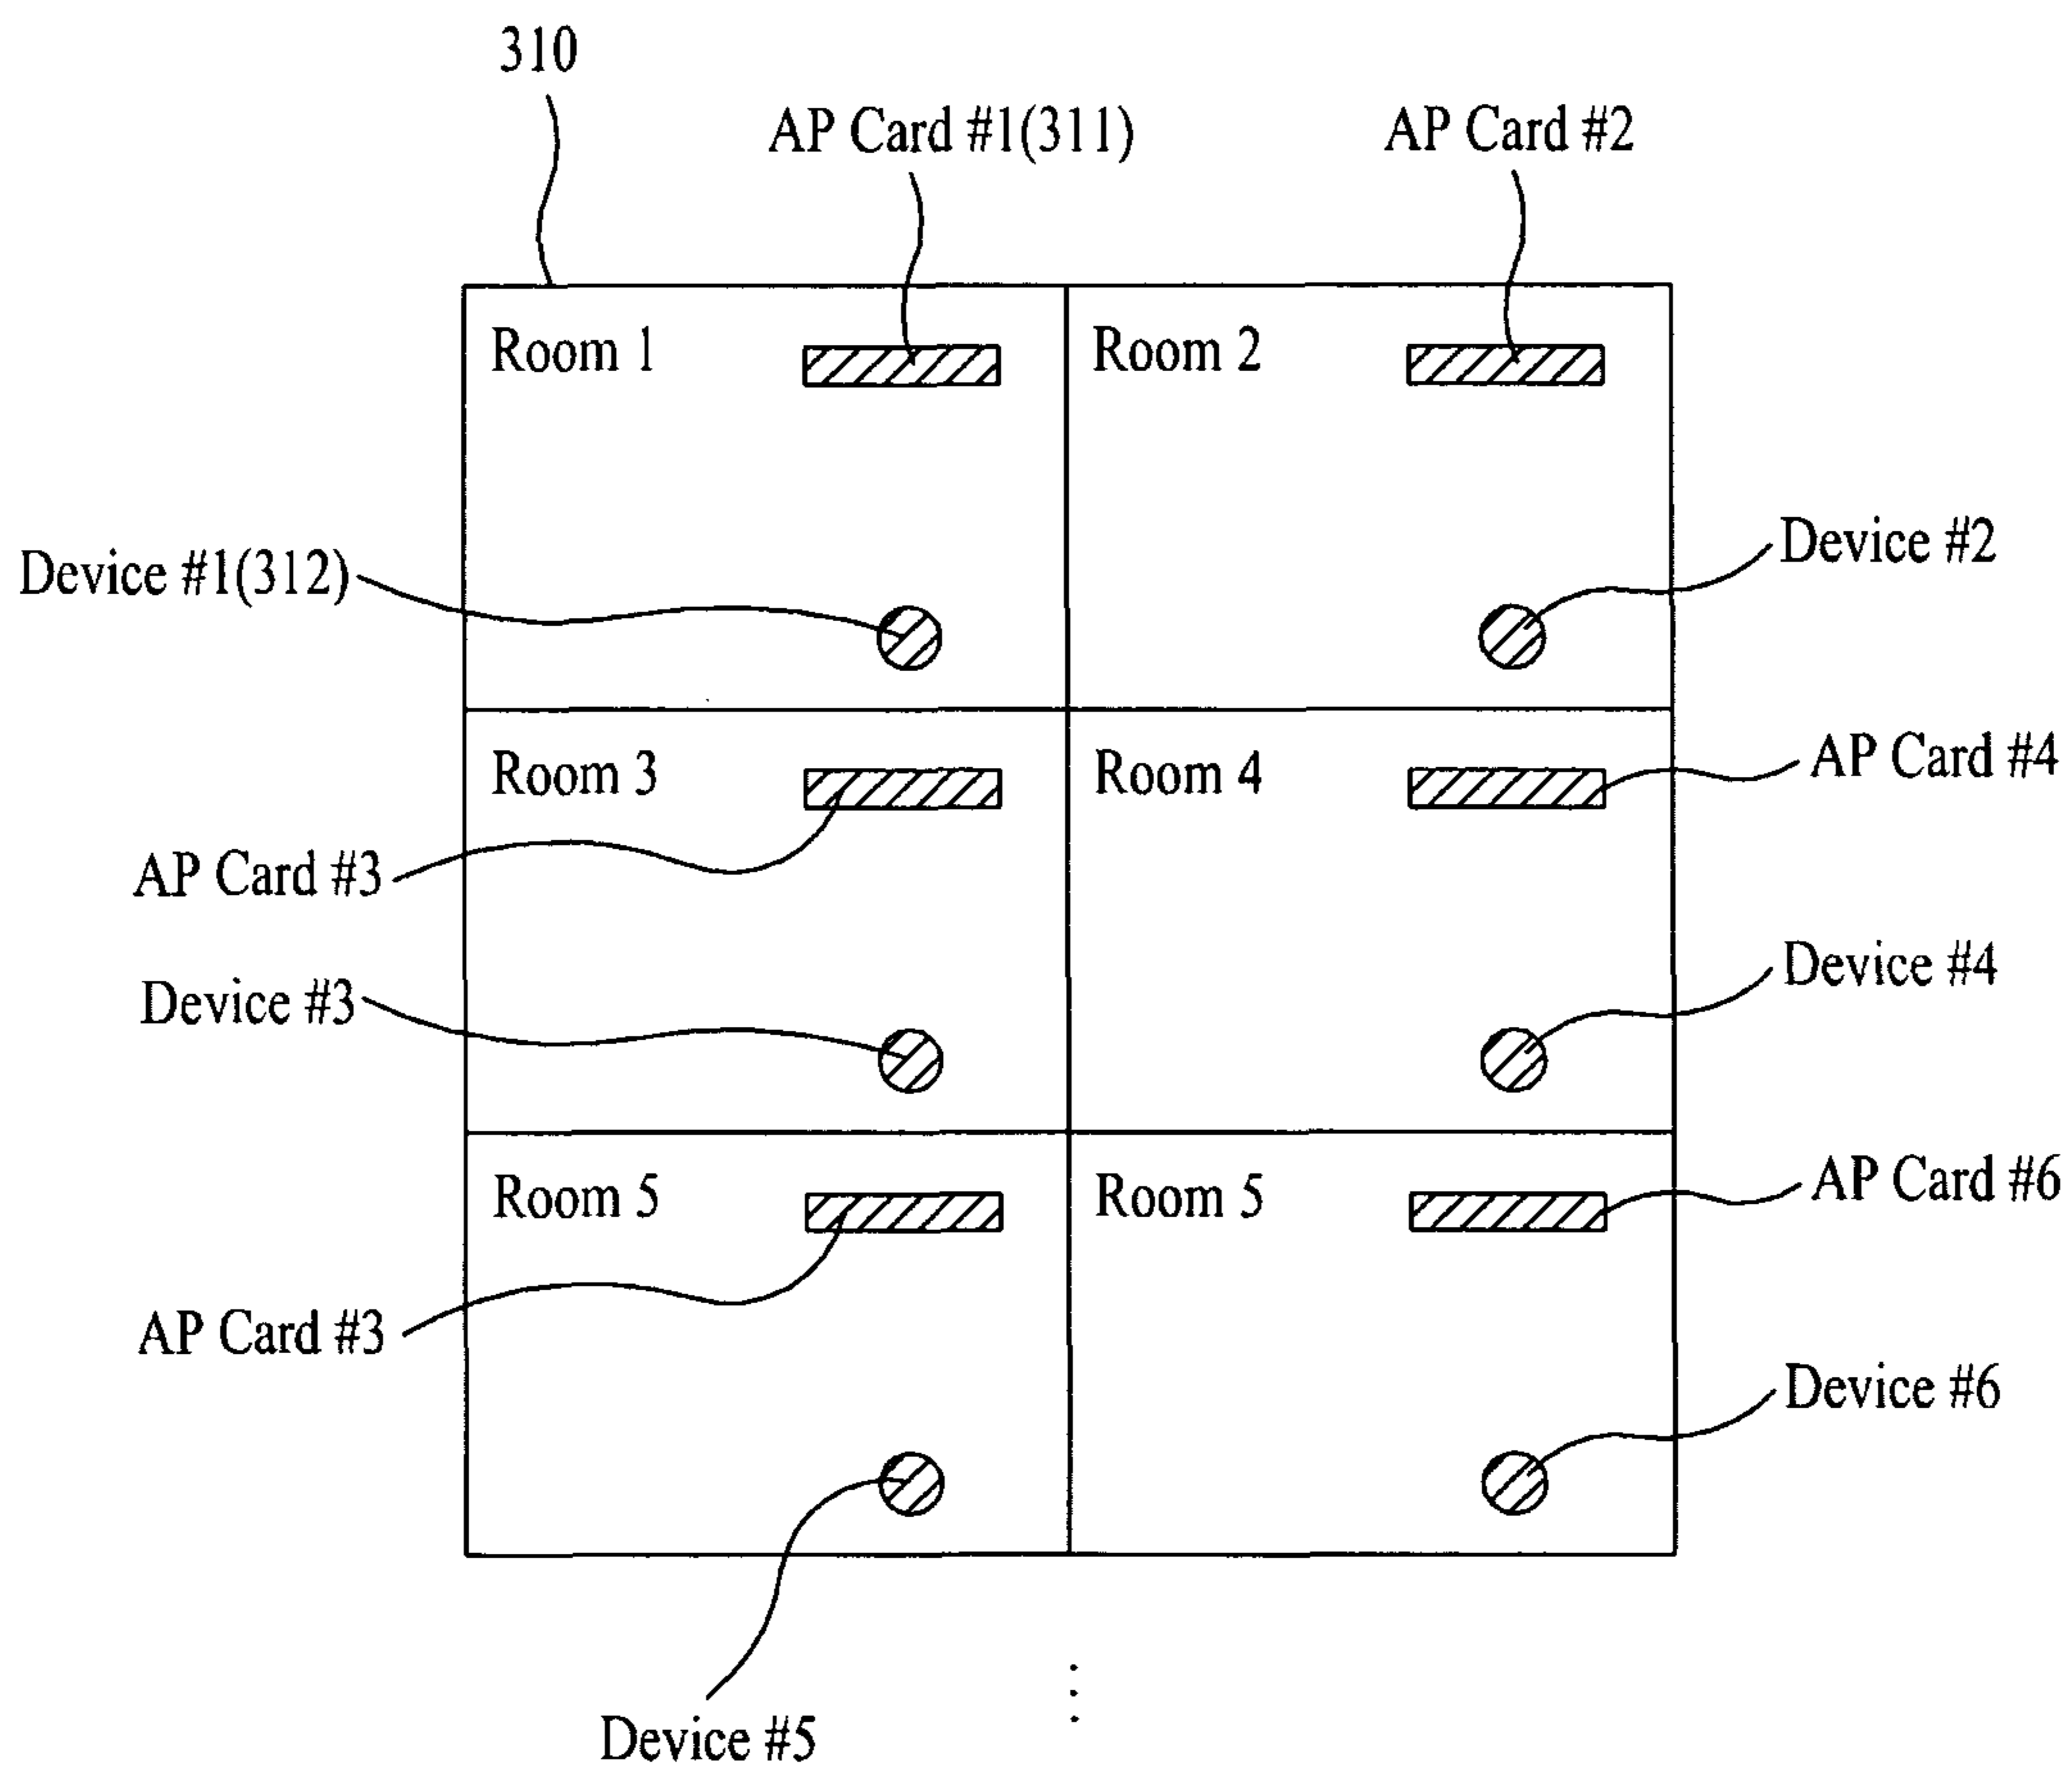 310
AP Card #1(311)
AP Card #2
Room 1
Room 2
Device #1(312)
Device #2
Room 3
Room 4
AP Card #4
AP Card #3
Device #3
Device #4
Room 5
Room 5
AP Card #6
AP Card #3
Device #6
Device #5